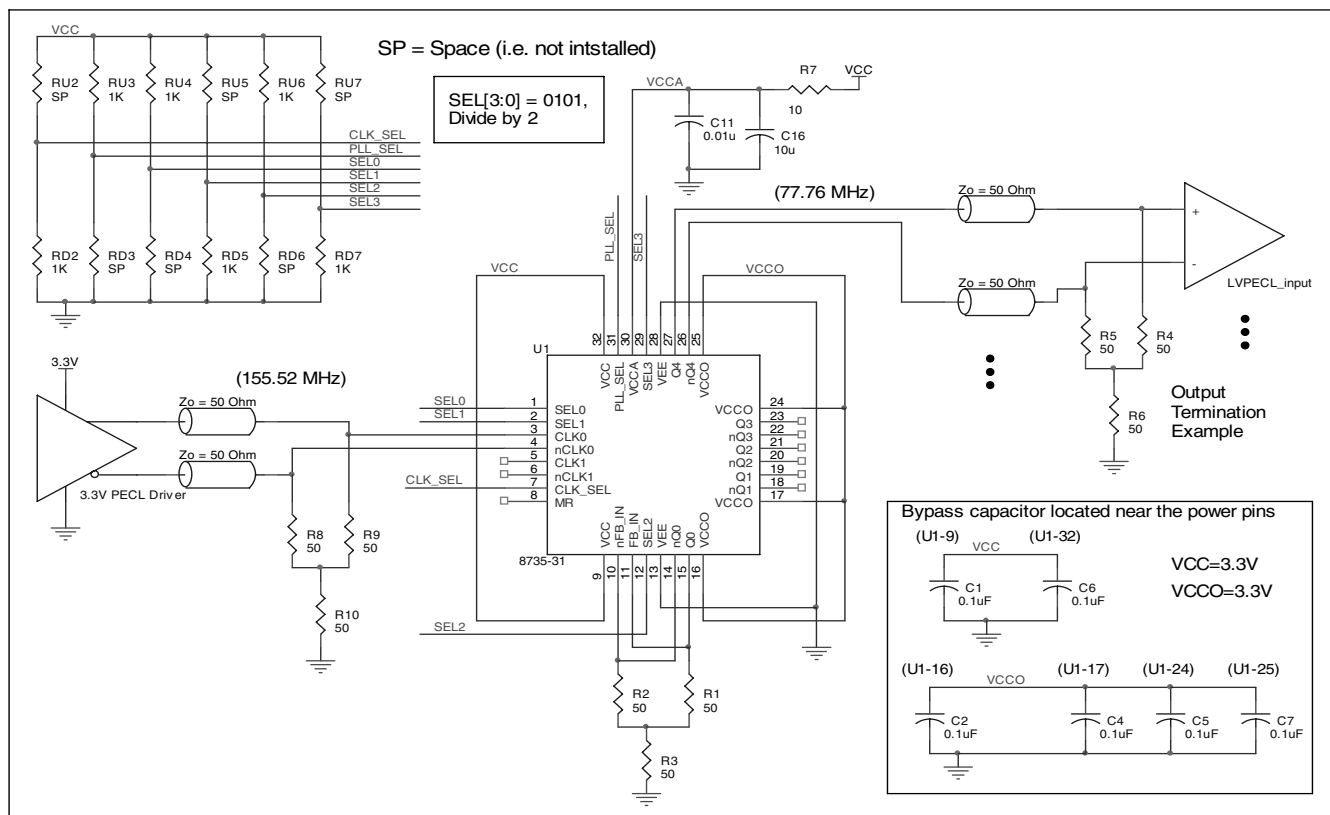 VCC
SP = Space (i.e. not intstalled)
RU2
SP
RU3
1K
RU4
1K
RU5
SP
RU6
1K
RU7
SP
SEL[3:0] = 0101,
Divide by 2
CLK_SEL
PLL_SEL
SEL0
SEL1
SEL2
SEL3
RD2
1K
RD3
SP
RD4
SP
RD5
1K
RD6
SP
RD7
1K
VCCA
R7
10
VCC
C11
0.01u
C16
10u
(77.76 MHz)
Zo = 50 Ohm
Zo = 50 Ohm
+
-
LVPECL_input
R5
50
R4
50
R6
50
Output
Termination
Example
PLL_SEL
SEL3
VCC
VCCO
3.3V
(155.52 MHz)
Zo = 50 Ohm
Zo = 50 Ohm
3.3V PECL Driver
R8
50
R9
50
R10
50
SEL0
SEL1
CLK_SEL
SEL2
U1
8735-31
32 VCC
31 PLL_SEL
30 VCCA
29 SEL3
28 VEE
27 Q4
26 nQ4
25 VCCO
1 SEL0
2 SEL1
3 CLK0
4 nCLK0
5 CLK1
6 nCLK1
7 CLK_SEL
8 MR
VCCO 24
Q3 23
nQ3 22
Q2 21
nQ2 20
Q1 19
nQ1 18
VCCO 17
VCC 9
nFB_IN 10
FB_IN 11
SEL2 12
VEE 13
nQ0 14
Q0 15
VCCO 16
R2
50
R1
50
R3
50
Bypass capacitor located near the power pins
(U1-9)
(U1-32)
VCC
C1
0.1uF
C6
0.1uF
VCC=3.3V
VCCO=3.3V
(U1-16)
(U1-17)
(U1-24)
(U1-25)
VCCO
C2
0.1uF
C4
0.1uF
C5
0.1uF
C7
0.1uF